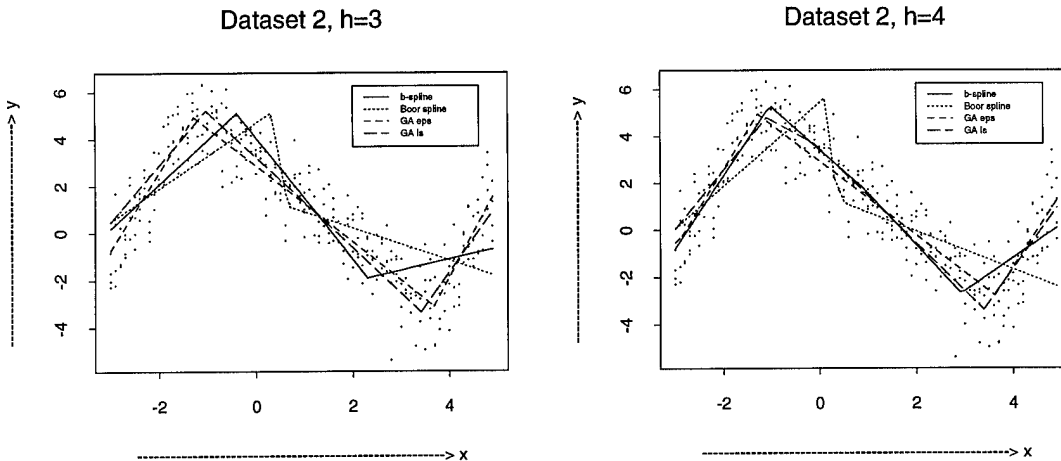 Dataset 2, h=3
b-spline
Boor spline
GA eps
GA ls
y
6
4
2
0
-2
-4
-2
0
2
4
x
Dataset 2, h=4
b-spline
Boor spline
GA eps
GA ls
y
6
4
2
0
-2
-4
-2
0
2
4
x